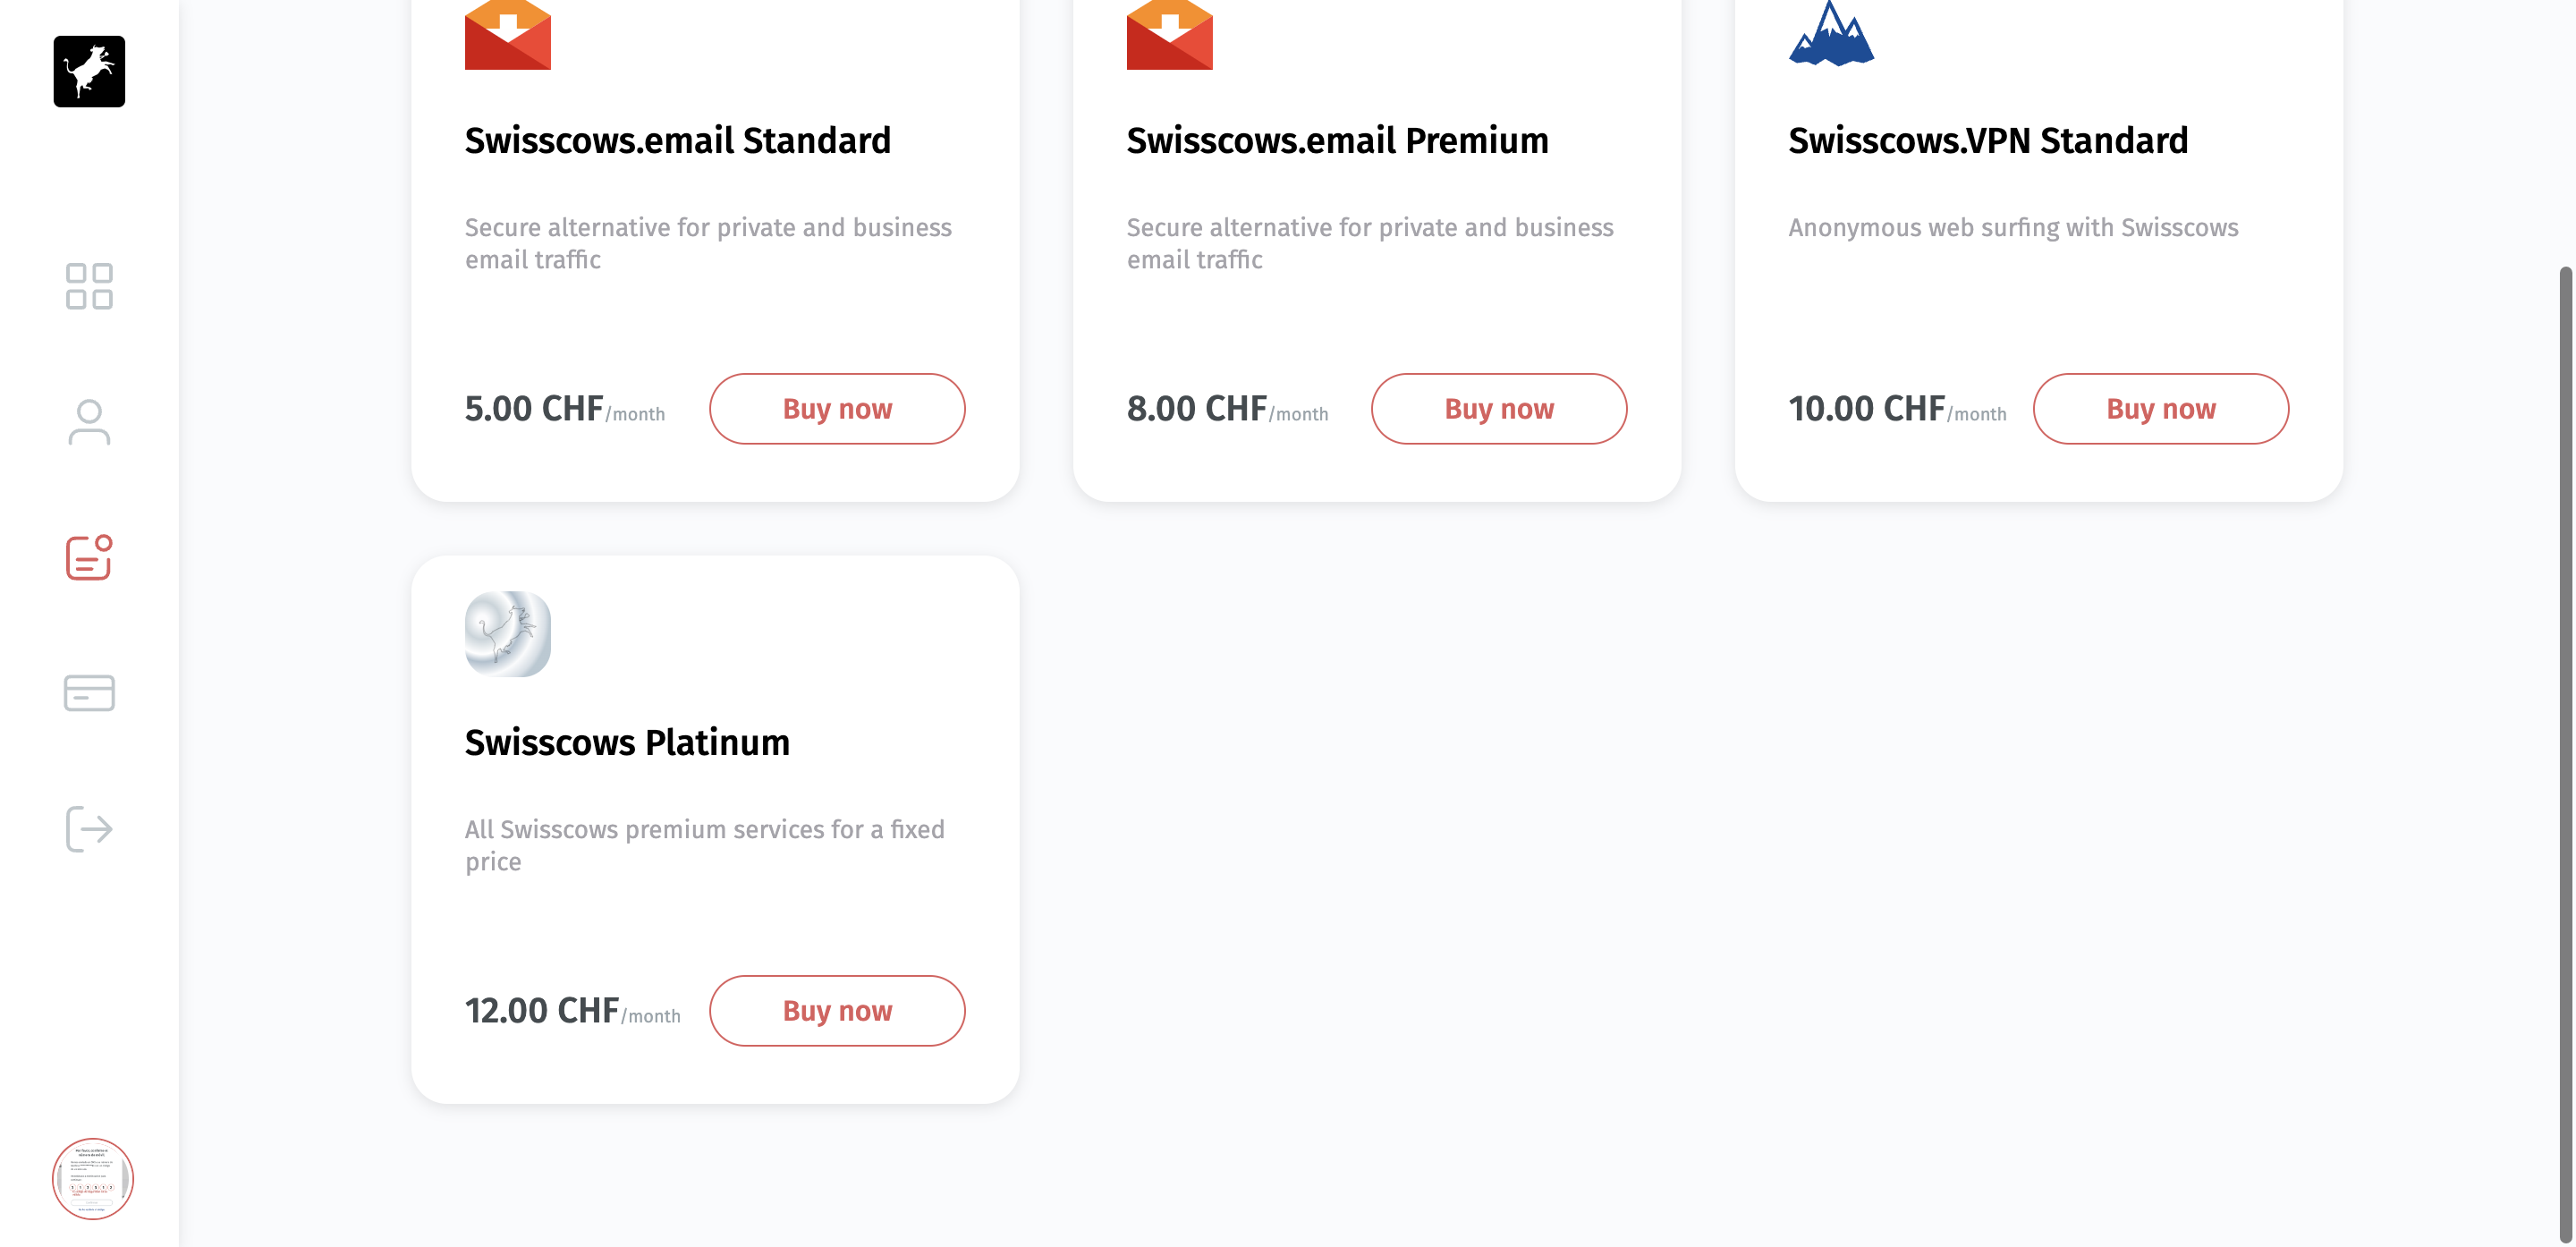 Swisscows.email Standard
Secure alternative for private and business
email traffic
5.00 CHF/month
Buy now
Swisscows.email Premium
Secure alternative for private and business
email traffic
8.00 CHF/month
Buy now
Swisscows.VPN Standard
Anonymous web surfing with Swisscows
10.00 CHF/month
Buy now
Swisscows Platinum
All Swisscows premium services for a fixed
price
12.00 CHF/month
Buy now